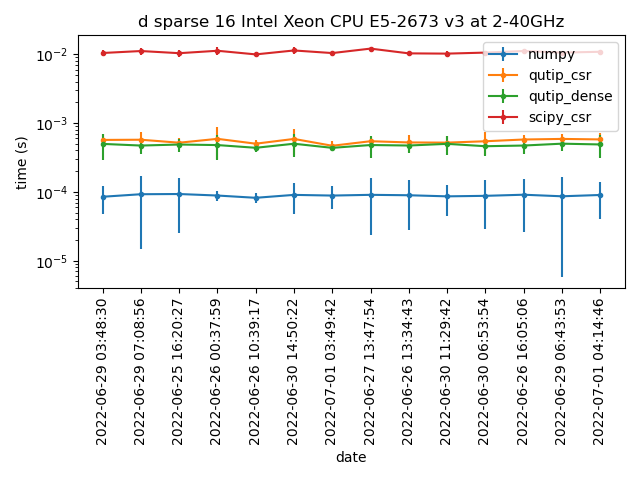 d sparse 16 Intel Xeon CPU E5-2673 v3 at 2-40GHz
numpy
qutip_csr
qutip_dense
scipy_csr
time (s)
10⁻²
10⁻³
10⁻⁴
10⁻⁵
2022-06-29 03:48:30
2022-06-29 07:08:56
2022-06-25 16:20:27
2022-06-26 00:37:59
2022-06-26 10:39:17
2022-06-30 14:50:22
2022-07-01 03:49:42
2022-06-27 13:47:54
2022-06-26 13:34:43
2022-06-30 11:29:42
2022-06-30 06:53:54
2022-06-26 16:05:06
2022-06-29 06:43:53
2022-07-01 04:14:46
date